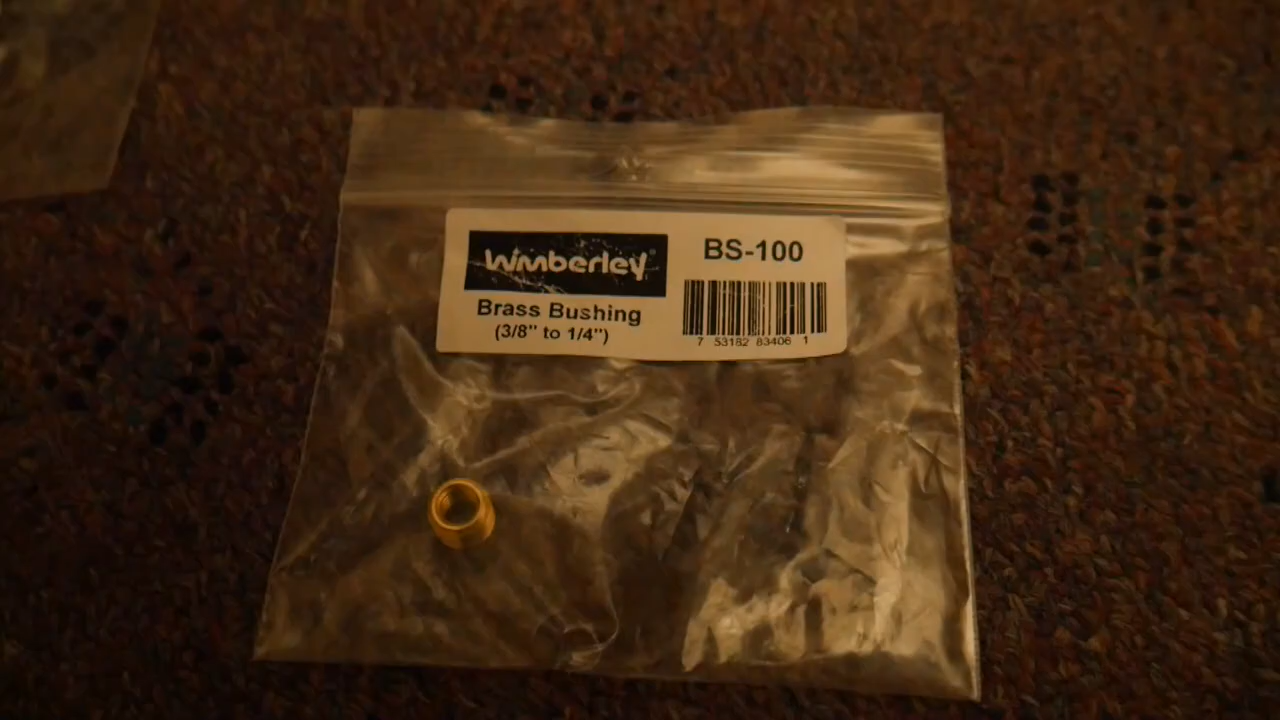 Wimberley®
BS-100
Brass Bushing
(3/8" to 1/4")
7 53182 83406 1